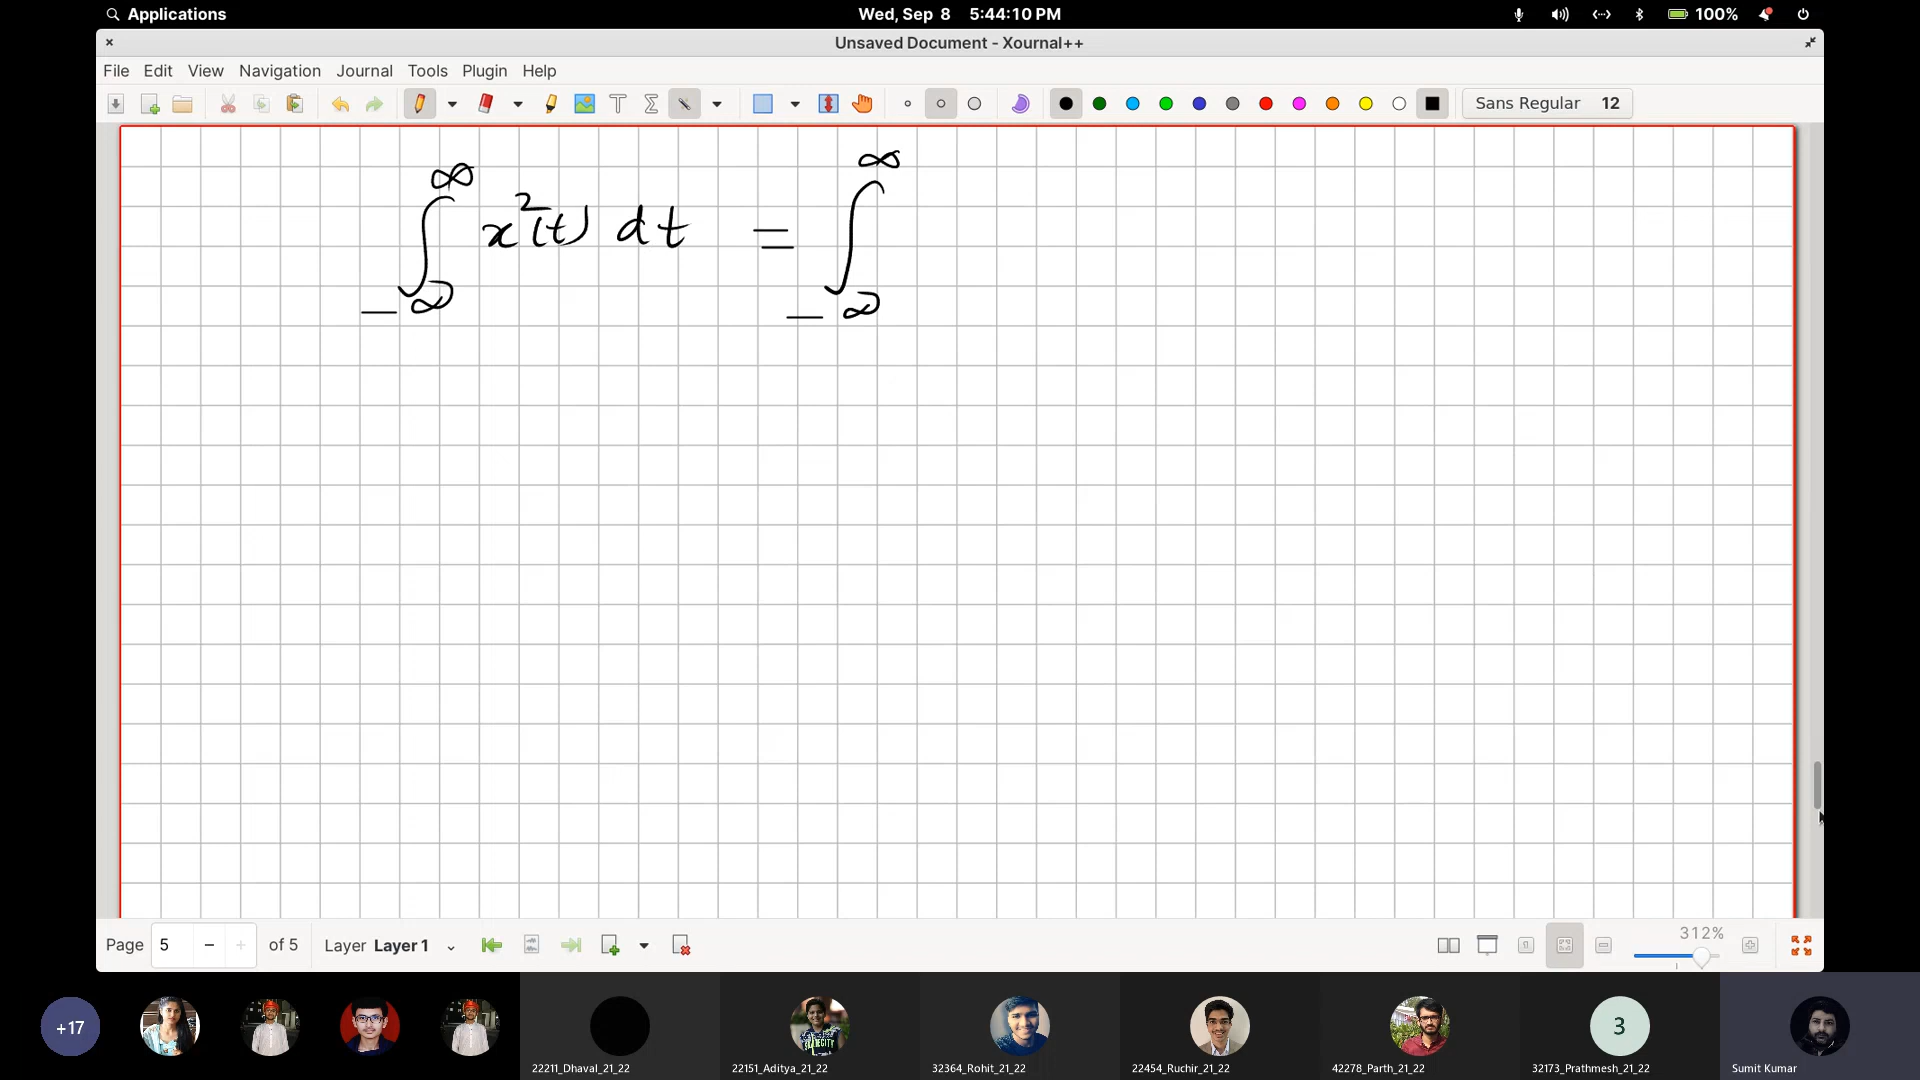 Applications Wed, Sep 8 5:44:10 PM 100%
Unsaved Document - Xournal++
File Edit View Navigation Journal Tools Plugin Help
Sans Regular 12
∫_{-∞}^{∞} x²(t) dt = ∫_{-∞}^{∞}
Page 5 of 5 Layer Layer 1 312%
+17 3
22211_Dhaval_21_22 22151_Aditya_21_22 32364_Rohit_21_22 22454_Ruchir_21_22 42278_Parth_21_22 32173_Prathmesh_21_22 Sumit Kumar